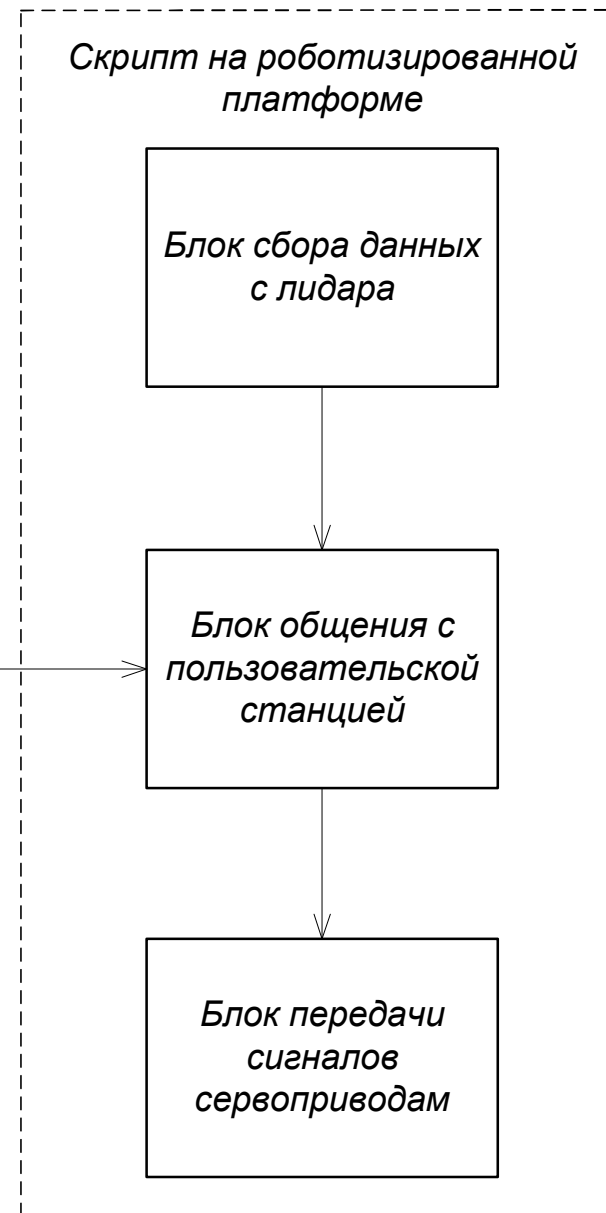 Скрипт на роботизированной
платформе
Блок сбора данных
с лидара
Блок общения с
пользовательской
станцией
Блок передачи
сигналов
сервоприводам